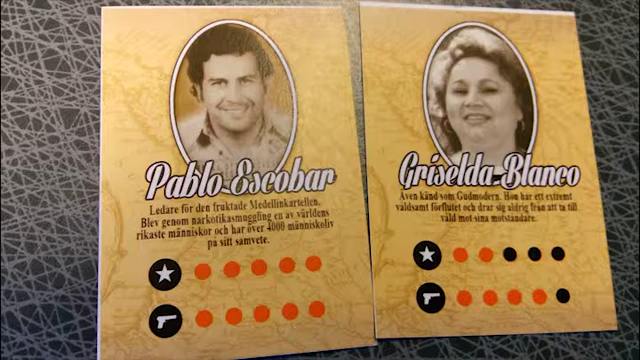 Pablo Escobar
Ledare för den fruktade Medellinkartellen.
Blev genom narkotikasmuggling en av världens
rikaste människor och har över 4000 människoliv
på sitt samvete.
Griselda Blanco
Även känd som Gudmodern. Hon har ett extremt
våldsamt förflutet och drar sig aldrig från att ta till
våld mot sina motståndare.